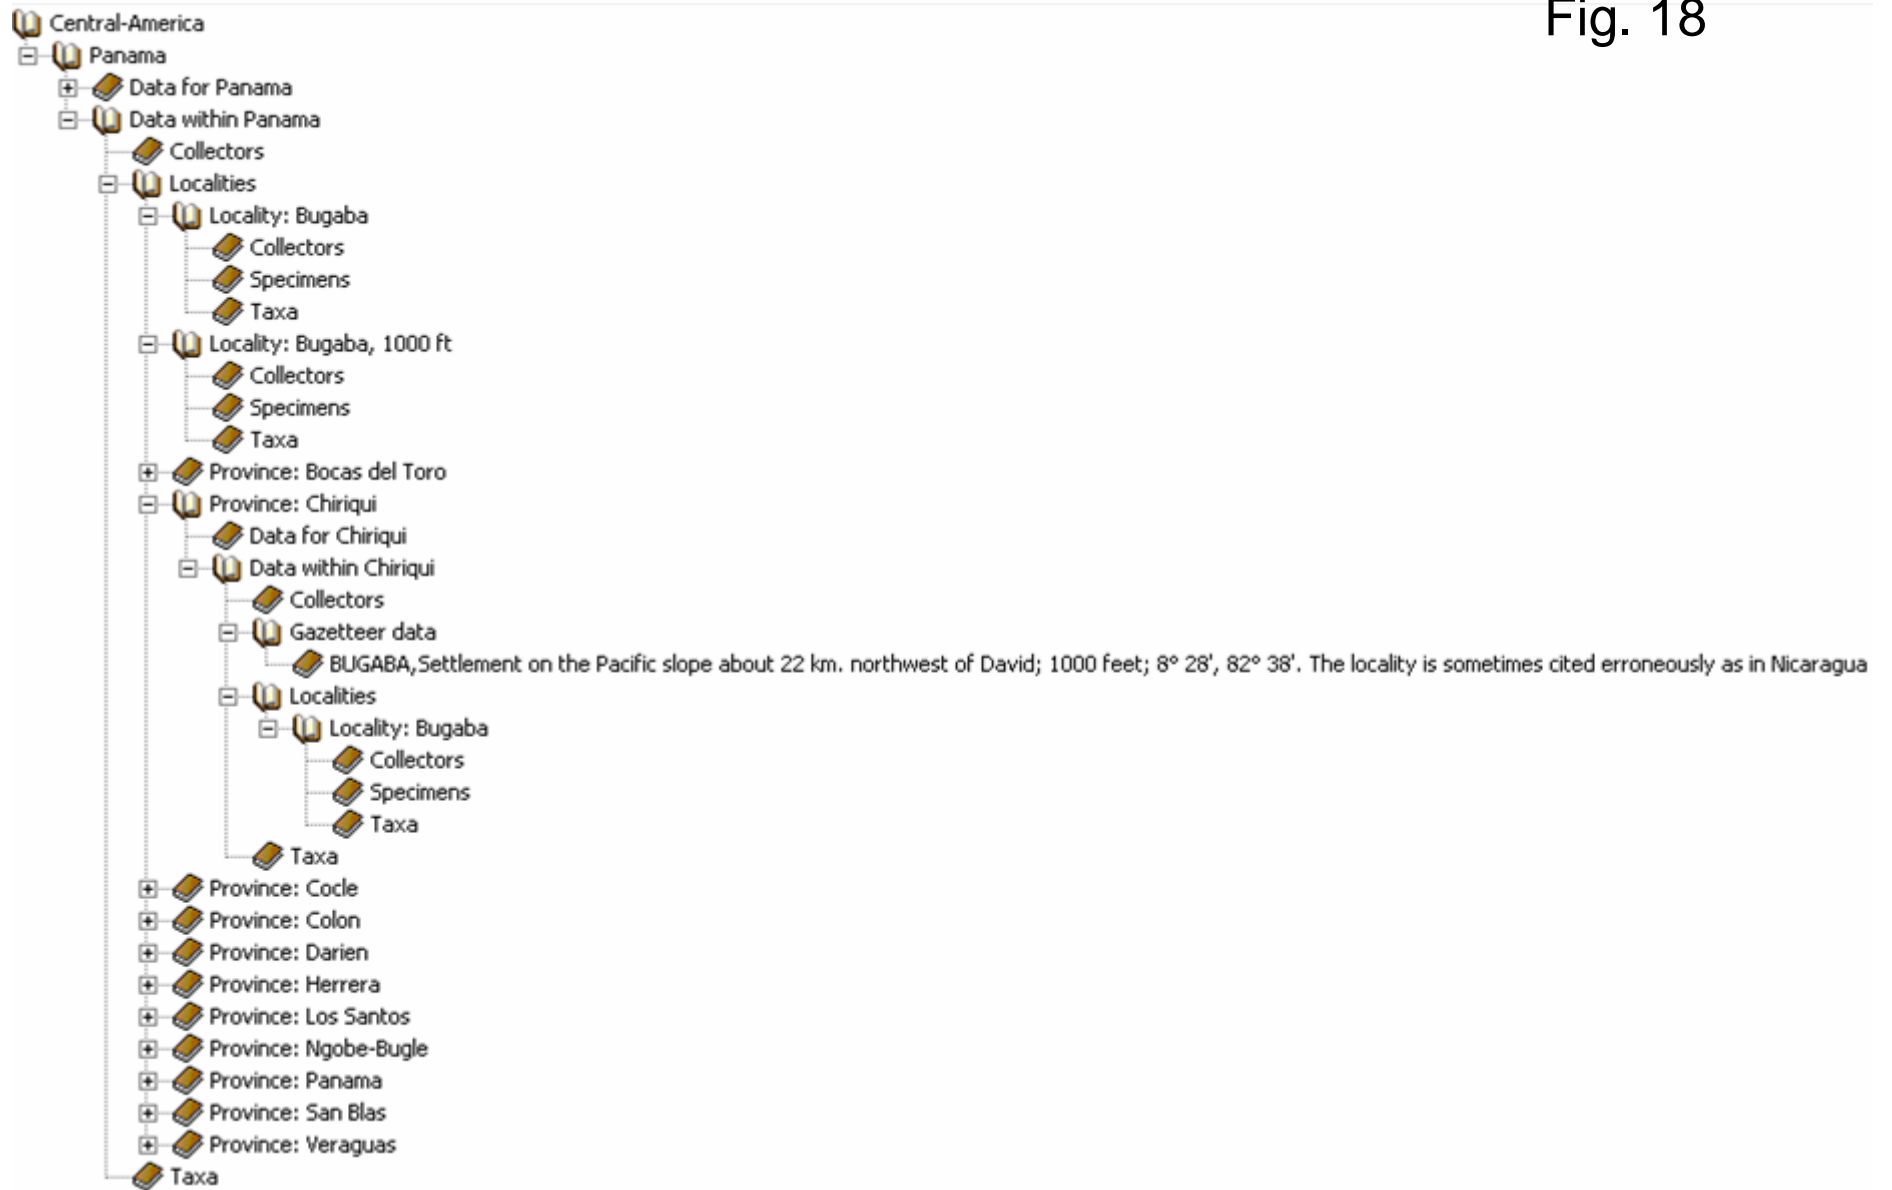 Fig. 18
Central-America
Panama
Data for Panama
Data within Panama
Collectors
Localities
Locality: Bugaba
Collectors
Specimens
Taxa
Locality: Bugaba, 1000 ft
Collectors
Specimens
Taxa
Province: Bocas del Toro
Province: Chiriqui
Data for Chiriqui
Data within Chiriqui
Collectors
Gazetteer data
BUGABA,Settlement on the Pacific slope about 22 km. northwest of David; 1000 feet; 8° 28', 82° 38'. The locality is sometimes cited erroneously as in Nicaragua
Localities
Locality: Bugaba
Collectors
Specimens
Taxa
Taxa
Province: Cocle
Province: Colon
Province: Darien
Province: Herrera
Province: Los Santos
Province: Ngobe-Bugle
Province: Panama
Province: San Blas
Province: Veraguas
Taxa